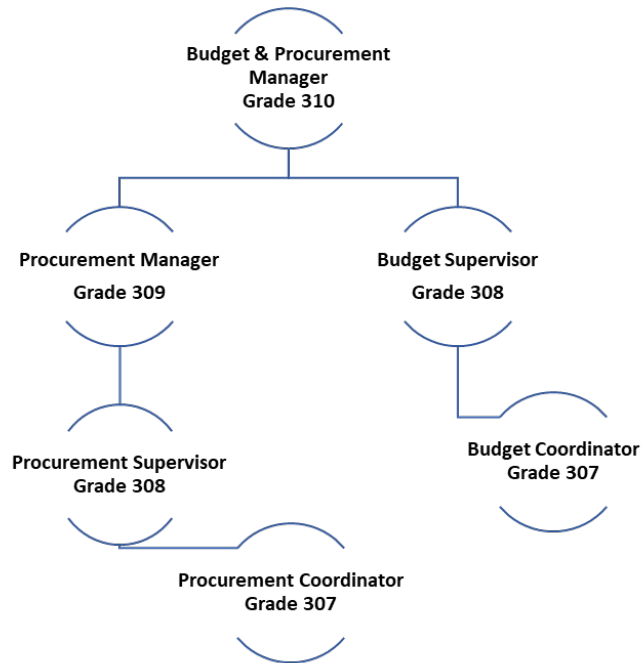 Budget & Procurement
Manager
Grade 310
Procurement Manager
Grade 309
Budget Supervisor
Grade 308
Procurement Supervisor
Grade 308
Budget Coordinator
Grade 307
Procurement Coordinator
Grade 307